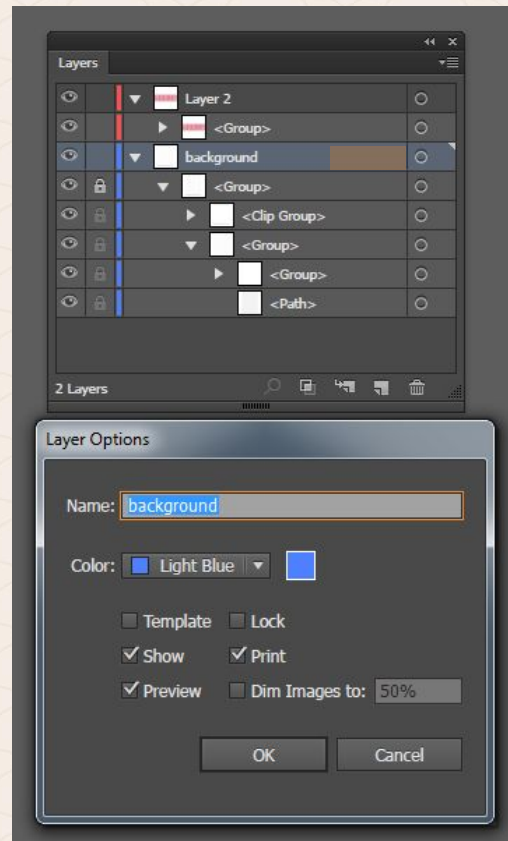 Layers
Layer 2
<Group>
background
<Group>
<Clip Group>
<Group>
<Group>
<Path>
2 Layers
Layer Options
Name: background
Color: Light Blue
Template Lock
Show Print
Preview Dim Images to: 50%
OK Cancel